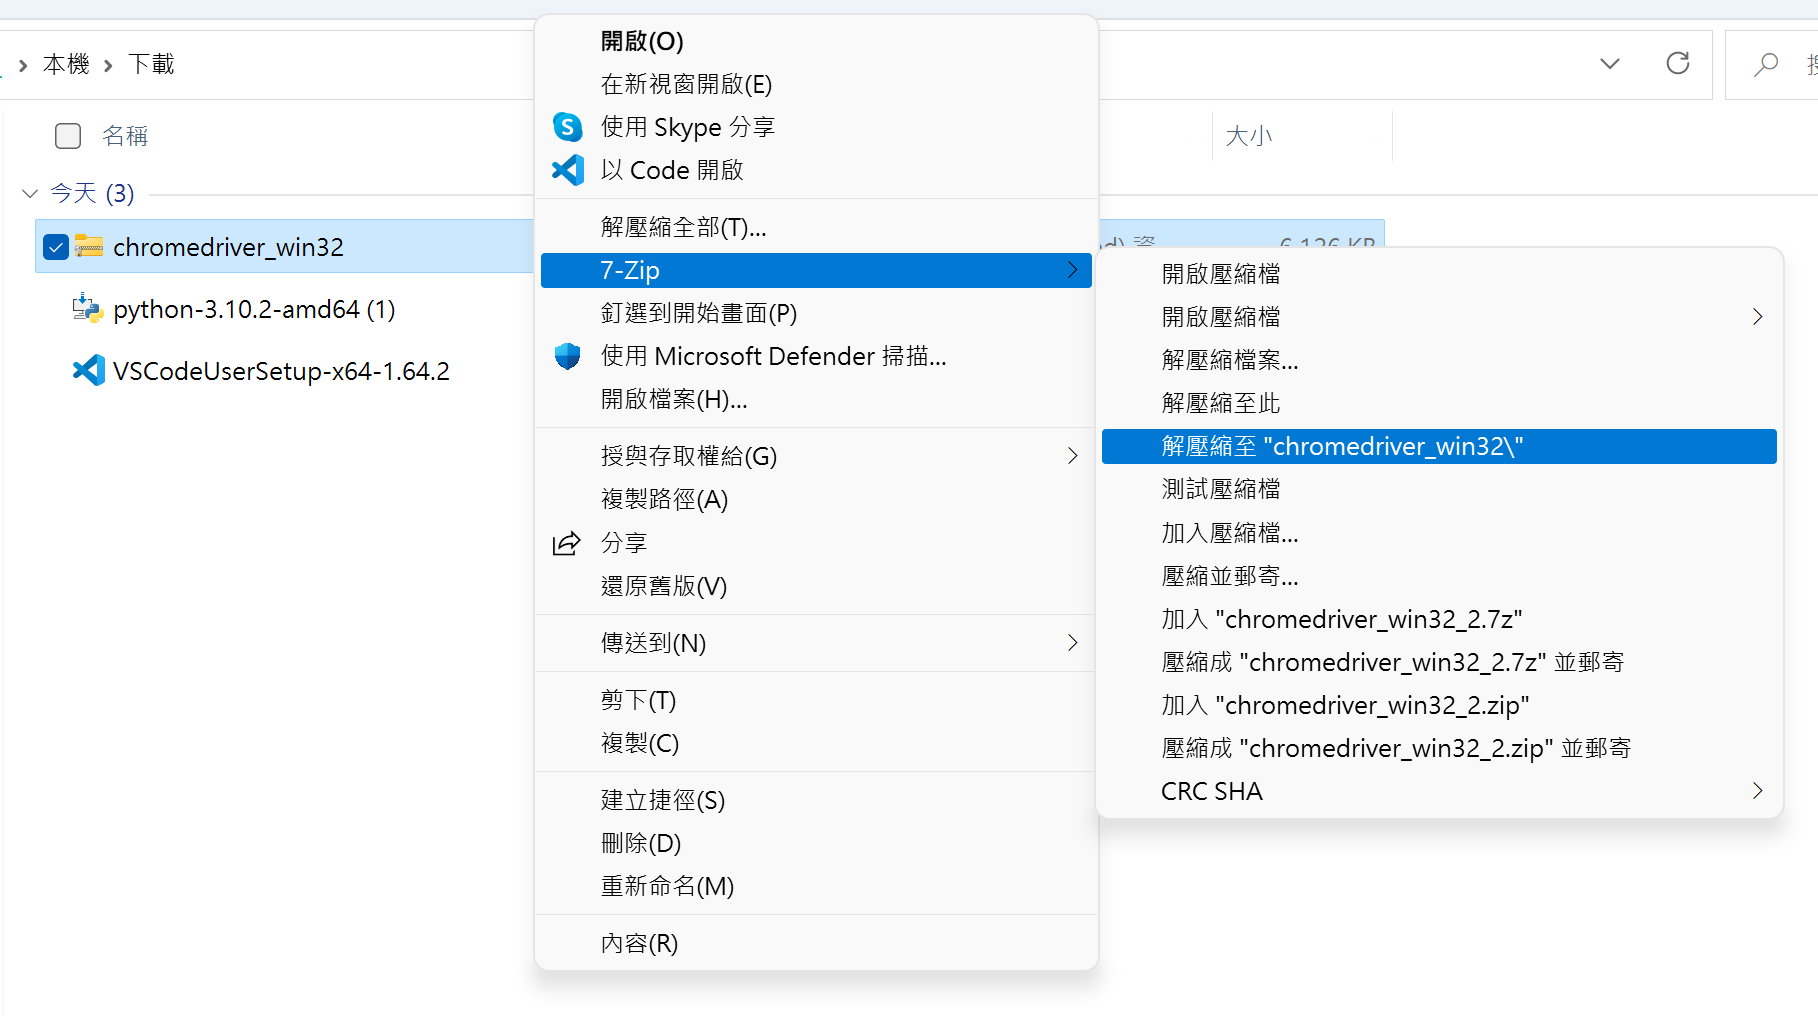 本機 下載
名稱
大小
今天 (3)
chromedriver_win32
python-3.10.2-amd64 (1)
VSCodeUserSetup-x64-1.64.2
開啟(O)
在新視窗開啟(E)
使用 Skype 分享
以 Code 開啟
解壓縮全部(T)...
7-Zip
釘選到開始畫面(P)
使用 Microsoft Defender 掃描...
開啟檔案(H)...
授與存取權給(G)
複製路徑(A)
分享
還原舊版(V)
傳送到(N)
剪下(T)
複製(C)
建立捷徑(S)
刪除(D)
重新命名(M)
內容(R)
開啟壓縮檔
開啟壓縮檔
解壓縮檔案...
解壓縮至此
解壓縮至 "chromedriver_win32\"
測試壓縮檔
加入壓縮檔...
壓縮並郵寄...
加入 "chromedriver_win32_2.7z"
壓縮成 "chromedriver_win32_2.7z" 並郵寄
加入 "chromedriver_win32_2.zip"
壓縮成 "chromedriver_win32_2.zip" 並郵寄
CRC SHA